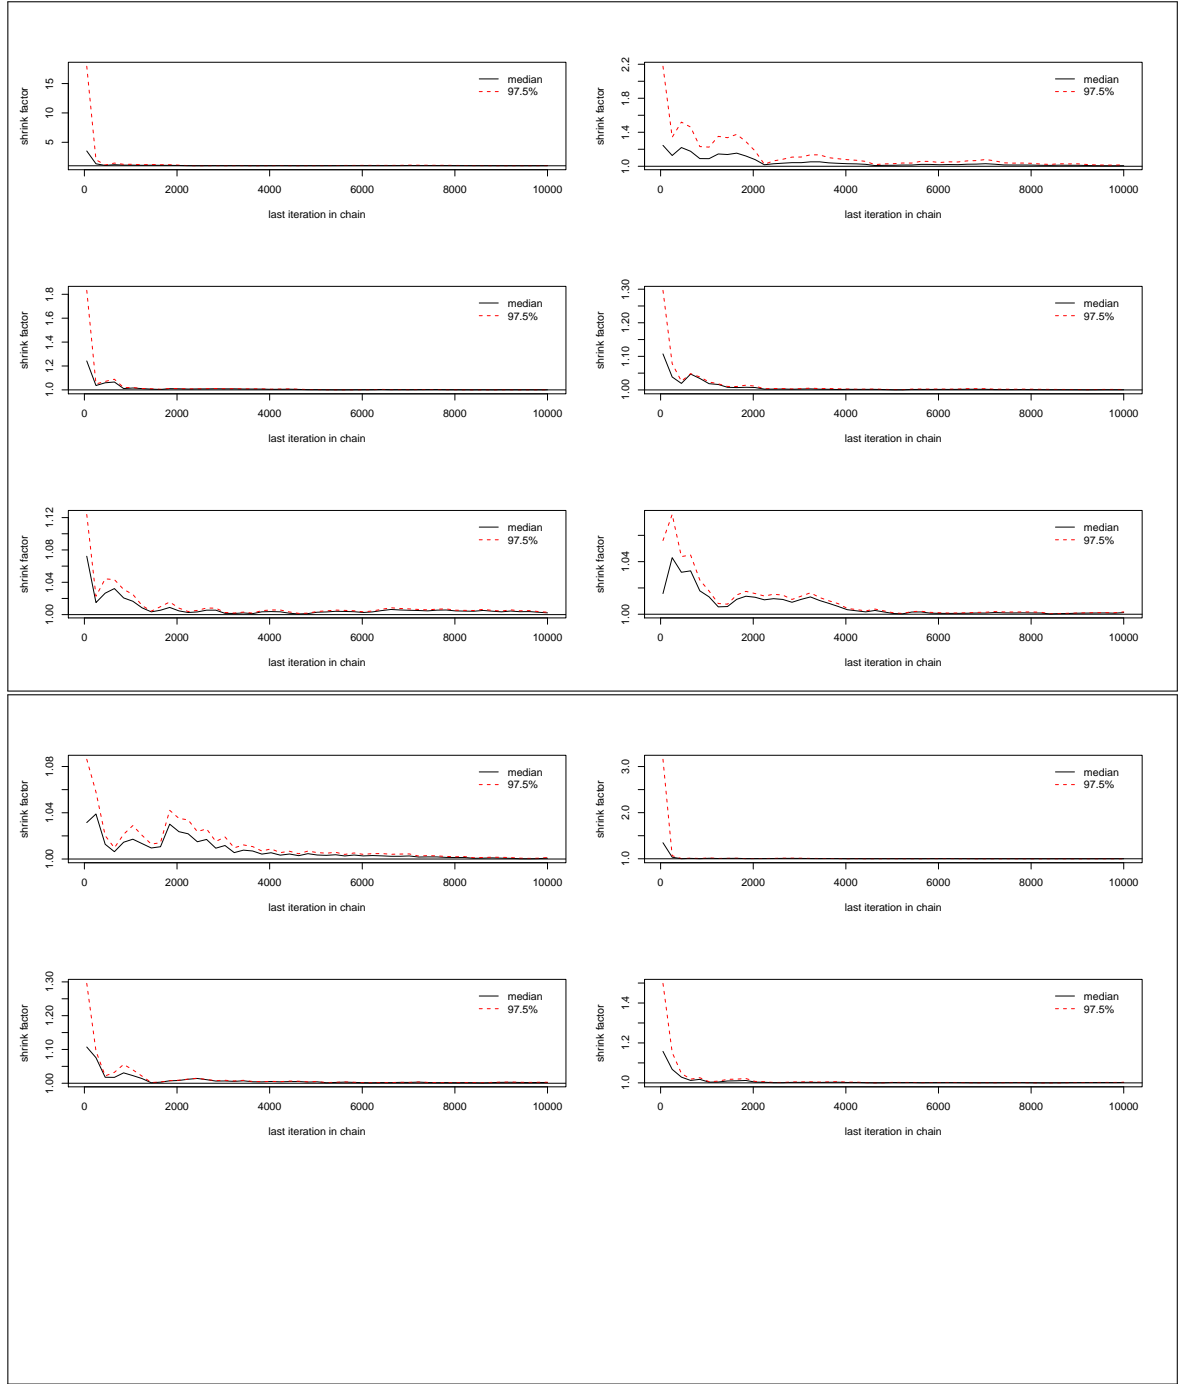 shrink factor
5 10 15
median
97.5%
0 2000 4000 6000 8000 10000
last iteration in chain
shrink factor
1.0 1.4 1.8 2.2
median
97.5%
0 2000 4000 6000 8000 10000
last iteration in chain
shrink factor
1.0 1.2 1.4 1.6 1.8
median
97.5%
0 2000 4000 6000 8000 10000
last iteration in chain
shrink factor
1.00 1.10 1.20 1.30
median
97.5%
0 2000 4000 6000 8000 10000
last iteration in chain
shrink factor
1.00 1.04 1.08 1.12
median
97.5%
0 2000 4000 6000 8000 10000
last iteration in chain
shrink factor
1.00 1.04
median
97.5%
0 2000 4000 6000 8000 10000
last iteration in chain
shrink factor
1.00 1.04 1.08
median
97.5%
0 2000 4000 6000 8000 10000
last iteration in chain
shrink factor
1.0 2.0 3.0
median
97.5%
0 2000 4000 6000 8000 10000
last iteration in chain
shrink factor
1.00 1.10 1.20 1.30
median
97.5%
0 2000 4000 6000 8000 10000
last iteration in chain
shrink factor
1.0 1.2 1.4
median
97.5%
0 2000 4000 6000 8000 10000
last iteration in chain